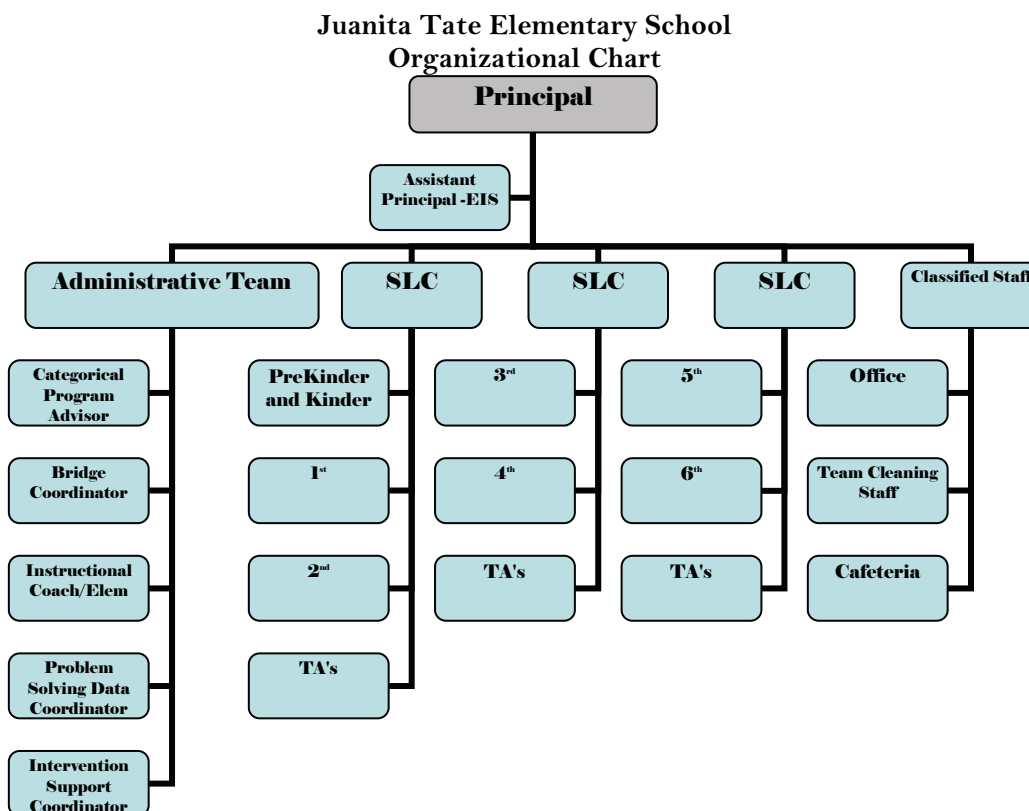 Juanita Tate Elementary School
Organizational Chart
Principal
Assistant
Principal -EIS
Administrative Team
SLC
SLC
SLC
Classified Staff
Categorical
Program
Advisor
PreKinder
and Kinder
3rd
5th
Office
Bridge
Coordinator
1st
4th
6th
Team Cleaning
Staff
Instructional
Coach/Elem
2nd
TA's
TA's
Cafeteria
Problem
Solving Data
Coordinator
TA's
Intervention
Support
Coordinator